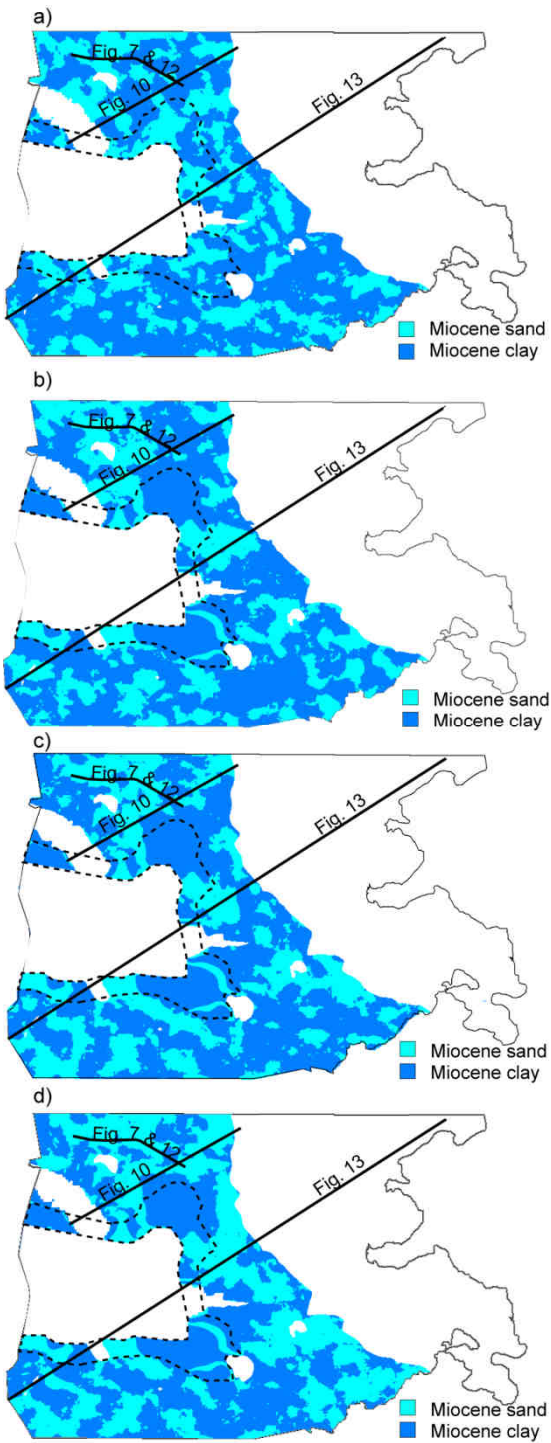 a)
Fig. 7 & 12
Fig. 10
Fig. 13
Miocene sand
Miocene clay
b)
Fig. 7 & 12
Fig. 10
Fig. 13
Miocene sand
Miocene clay
c)
Fig. 7 & 12
Fig. 10
Fig. 13
Miocene sand
Miocene clay
d)
Fig. 7 & 12
Fig. 10
Fig. 13
Miocene sand
Miocene clay